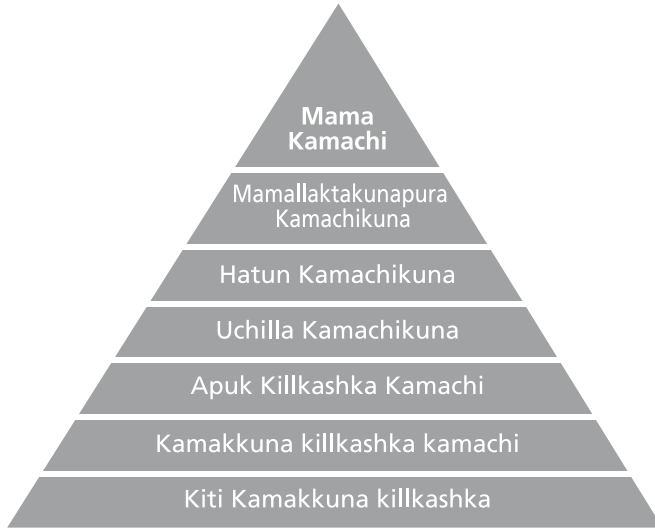 Mama
Kamachi
Mamallaktakunapura
Kamachikuna
Hatun Kamachikuna
Uchilla Kamachikuna
Apuk Killkashka Kamachi
Kamakkuna killkashka kamachi
Kiti Kamakkuna killkashka